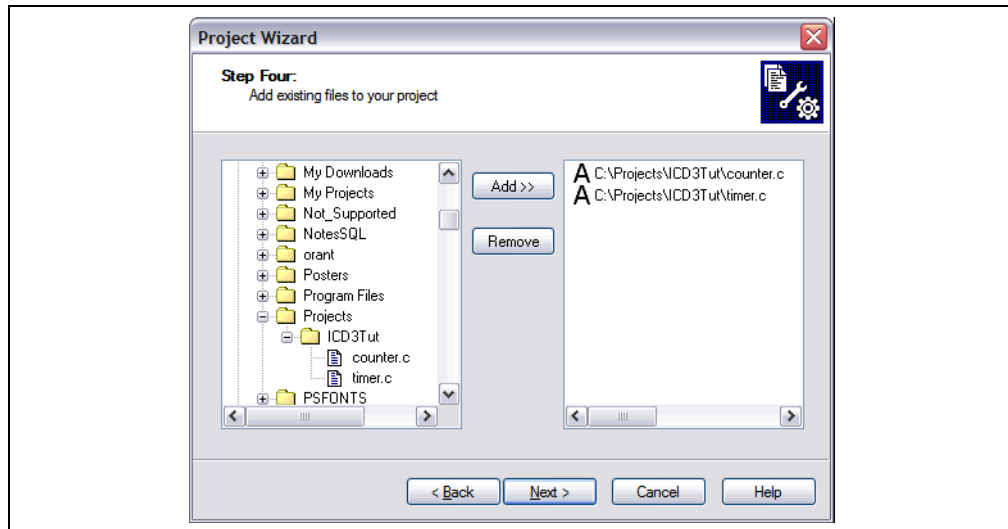 Project Wizard
Step Four:
Add existing files to your project
My Downloads
My Projects
Not_Supported
NotesSQL
orant
Posters
Program Files
Projects
ICD3Tut
counter.c
timer.c
PSFONTS
Add >>
Remove
A C:\Projects\ICD3Tut\counter.c
A C:\Projects\ICD3Tut\timer.c
< Back
Next >
Cancel
Help